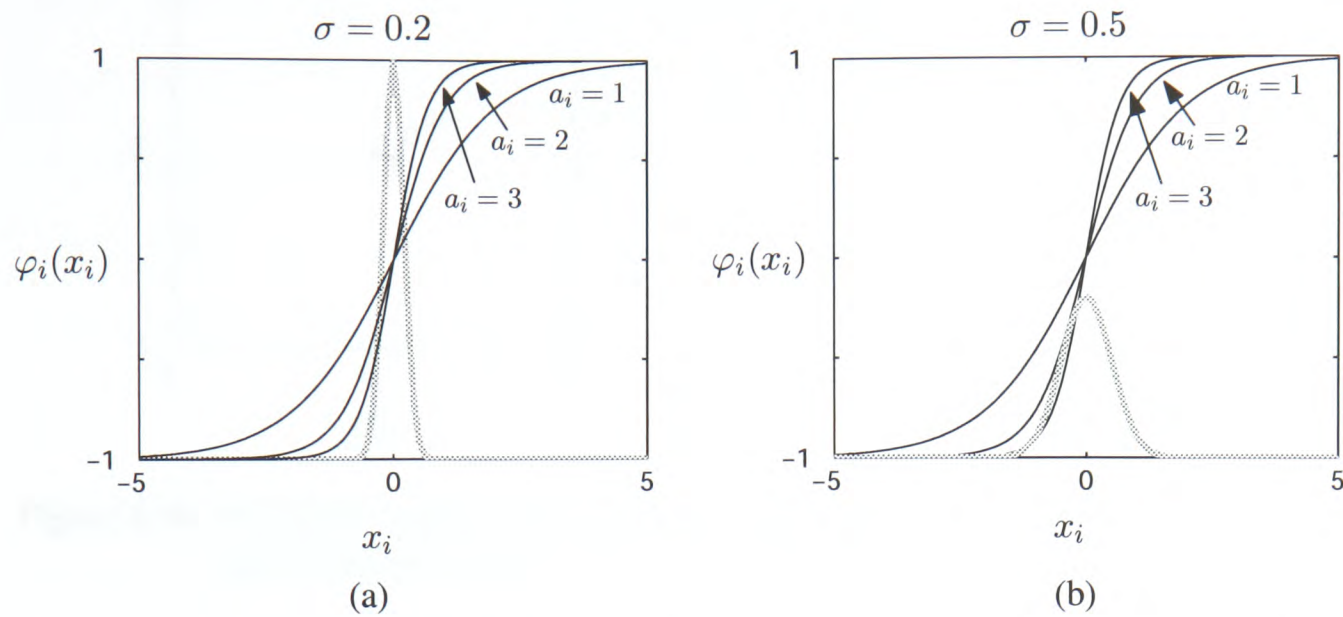 σ = 0.2
1
a_i = 1
a_i = 2
a_i = 3
φ_i(x_i)
−1
−5
0
5
x_i
(a)
σ = 0.5
1
a_i = 1
a_i = 2
a_i = 3
φ_i(x_i)
−1
−5
0
5
x_i
(b)